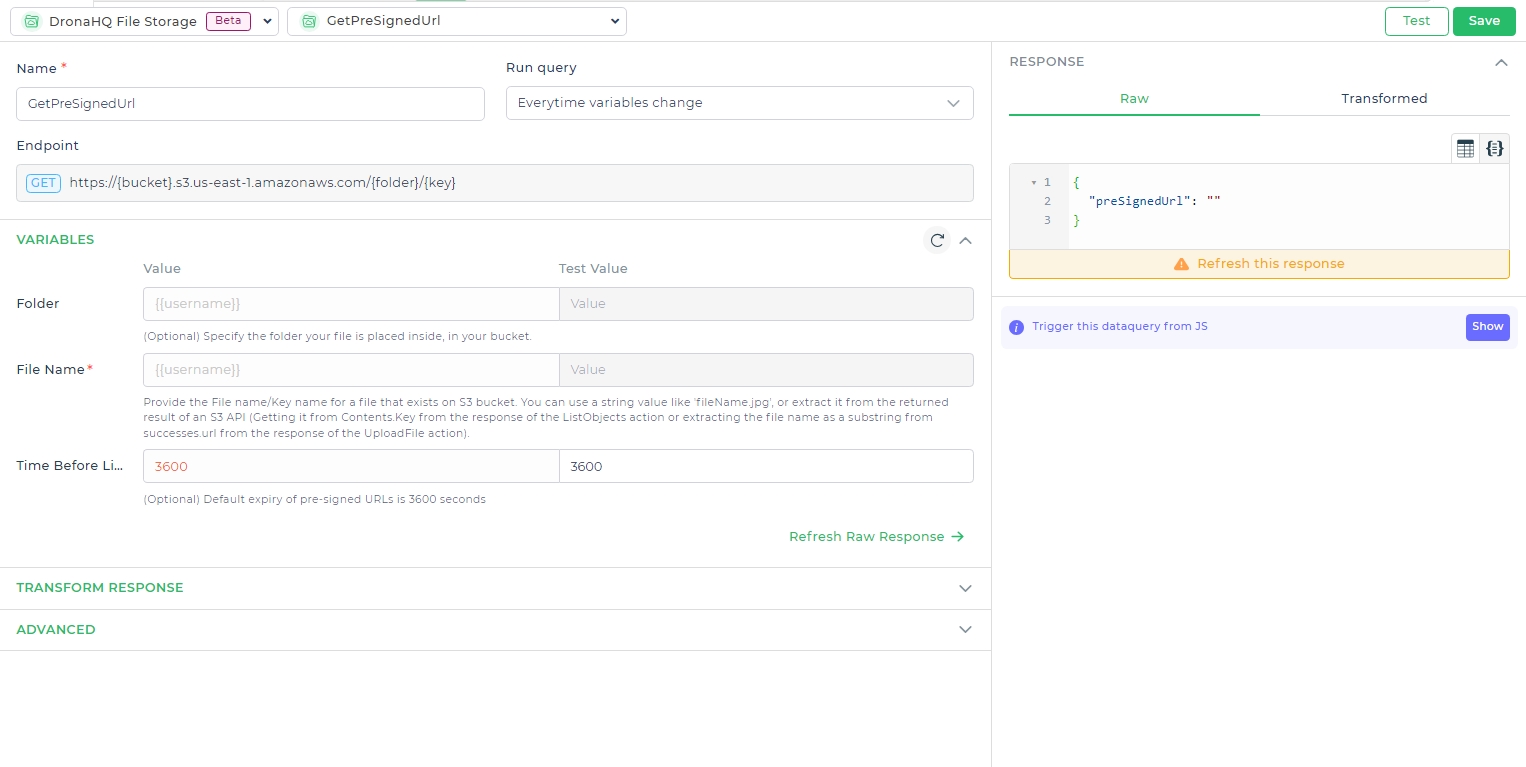 DronaHQ File Storage Beta GetPreSignedUrl Test Save
Name * Run query
GetPreSignedUrl Everytime variables change
Endpoint
GET https://{bucket}.s3.us-east-1.amazonaws.com/{folder}/{key}
VARIABLES
Value Test Value
Folder {{username}} Value
(Optional) Specify the folder your file is placed inside, in your bucket.
File Name* {{username}} Value
Provide the File name/Key name for a file that exists on S3 bucket. You can use a string value like 'fileName.jpg', or extract it from the returned
result of an S3 API (Getting it from Contents.Key from the response of the ListObjects action or extracting the file name as a substring from
successes.url from the response of the UploadFile action).
Time Before Li... 3600 3600
(Optional) Default expiry of pre-signed URLs is 3600 seconds
Refresh Raw Response →
TRANSFORM RESPONSE
ADVANCED
RESPONSE
Raw Transformed
1 {
2 "preSignedUrl": ""
3 }
Refresh this response
Trigger this dataquery from JS Show